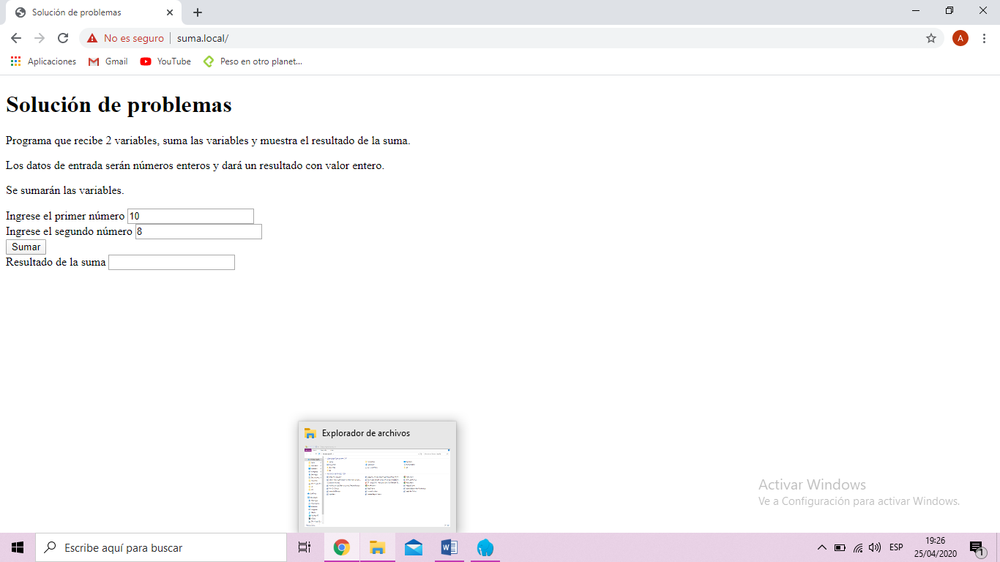 Solución de problemas
No es seguro
suma.local/
A
Aplicaciones
Gmail
YouTube
Peso en otro planet...
Solución de problemas
Programa que recibe 2 variables, suma las variables y muestra el resultado de la suma.
Los datos de entrada serán números enteros y dará un resultado con valor entero.
Se sumarán las variables.
Ingrese el primer número 10
Ingrese el segundo número 8
Sumar
Resultado de la suma
Explorador de archivos
Activar Windows
Ve a Configuración para activar Windows.
Escribe aquí para buscar
W
ESP
19:26
25/04/2020
1